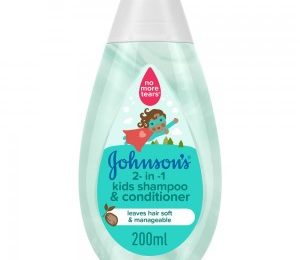 no
more
tears®
Johnson's
2- in -1
kids shampoo
& conditioner
leaves hair soft
& manageable
200ml